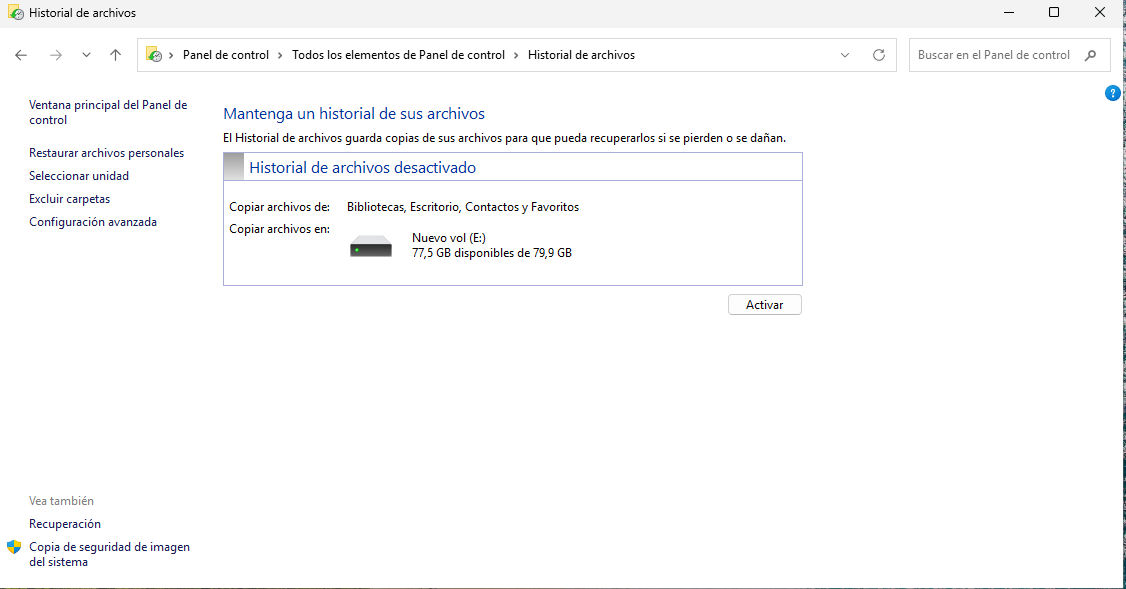 Historial de archivos
Panel de control > Todos los elementos de Panel de control > Historial de archivos
Buscar en el Panel de control
?
Ventana principal del Panel de
control
Restaurar archivos personales
Seleccionar unidad
Excluir carpetas
Configuración avanzada
Mantenga un historial de sus archivos
El Historial de archivos guarda copias de sus archivos para que pueda recuperarlos si se pierden o se dañan.
Historial de archivos desactivado
Copiar archivos de: Bibliotecas, Escritorio, Contactos y Favoritos
Copiar archivos en:
Nuevo vol (E:)
77,5 GB disponibles de 79,9 GB
Activar
Vea también
Recuperación
Copia de seguridad de imagen
del sistema